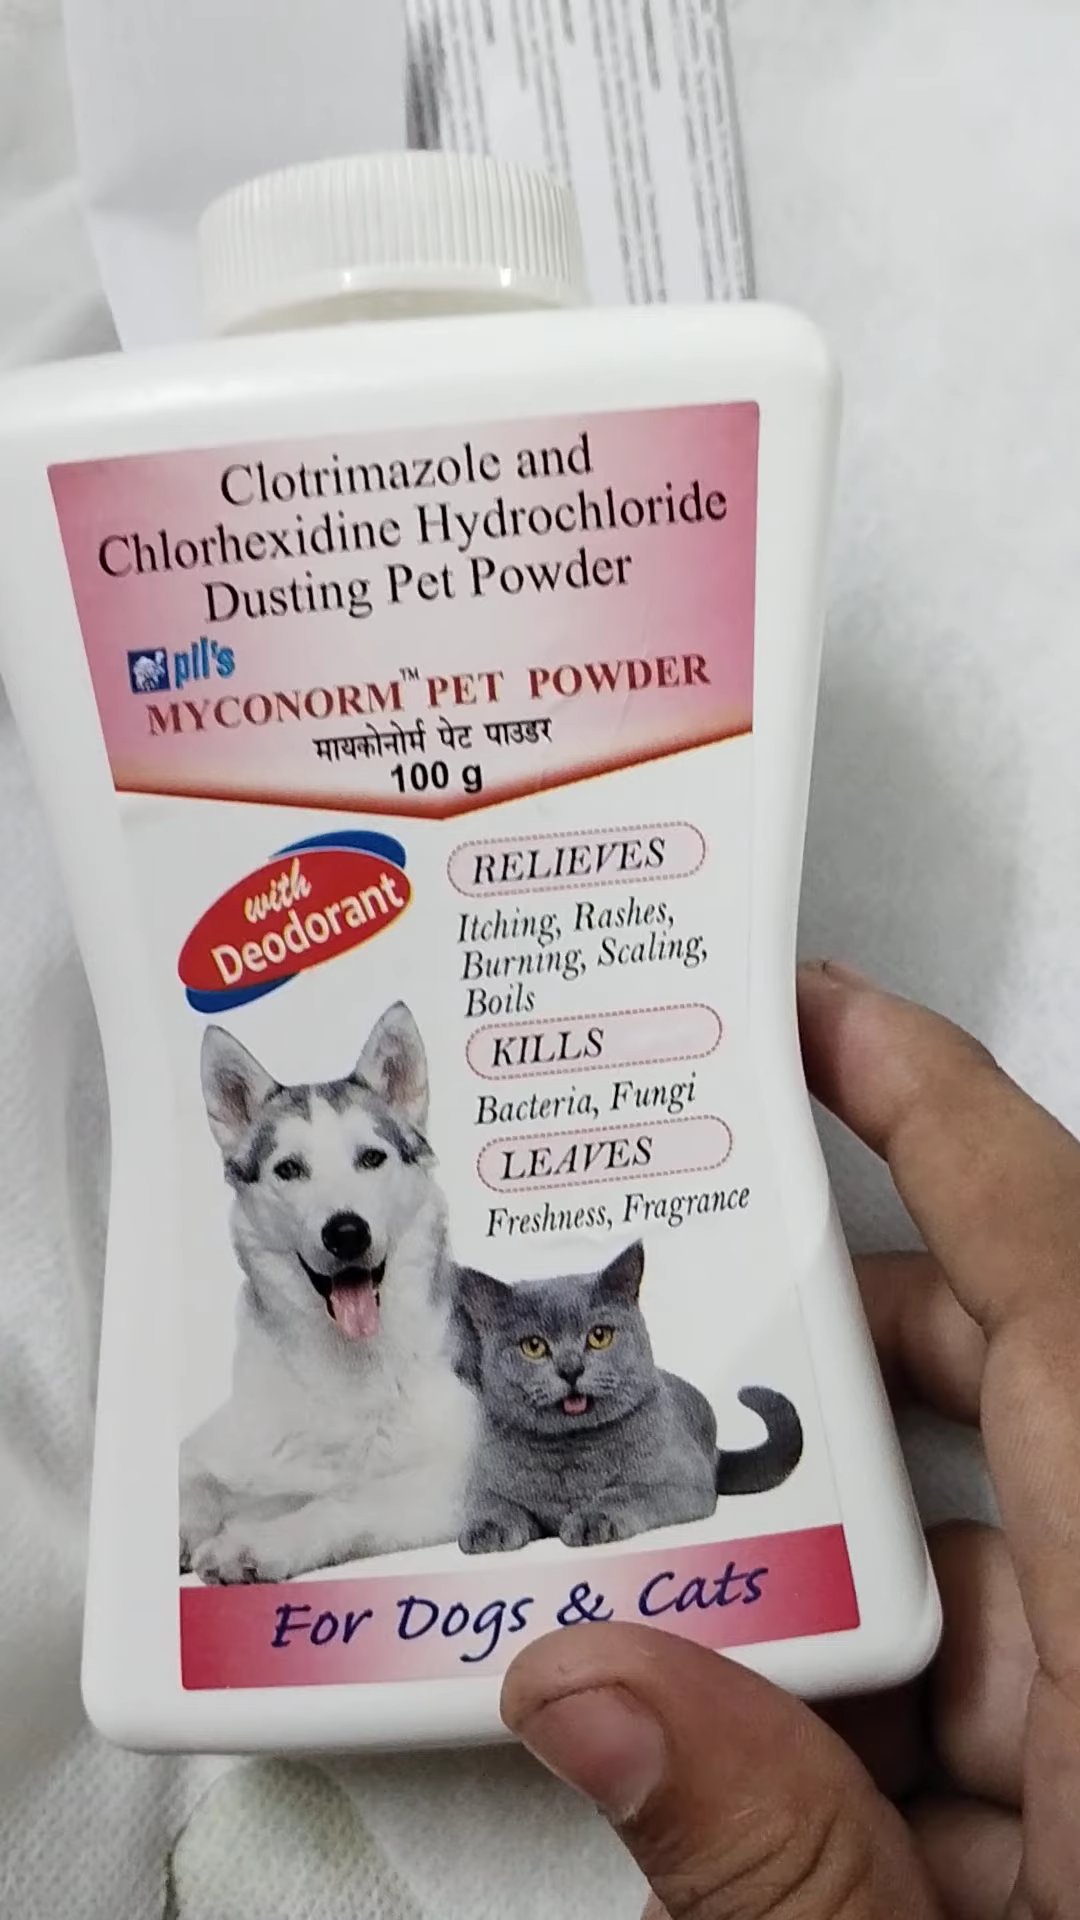 Clotrimazole and
Chlorhexidine Hydrochloride
Dusting Pet Powder
pil's
MYCONORM™ PET POWDER
मायकोनोर्म पेट पाउडर
100 g
with
Deodorant
RELIEVES
Itching, Rashes,
Burning, Scaling,
Boils
KILLS
Bacteria, Fungi
LEAVES
Freshness, Fragrance
For Dogs & Cats